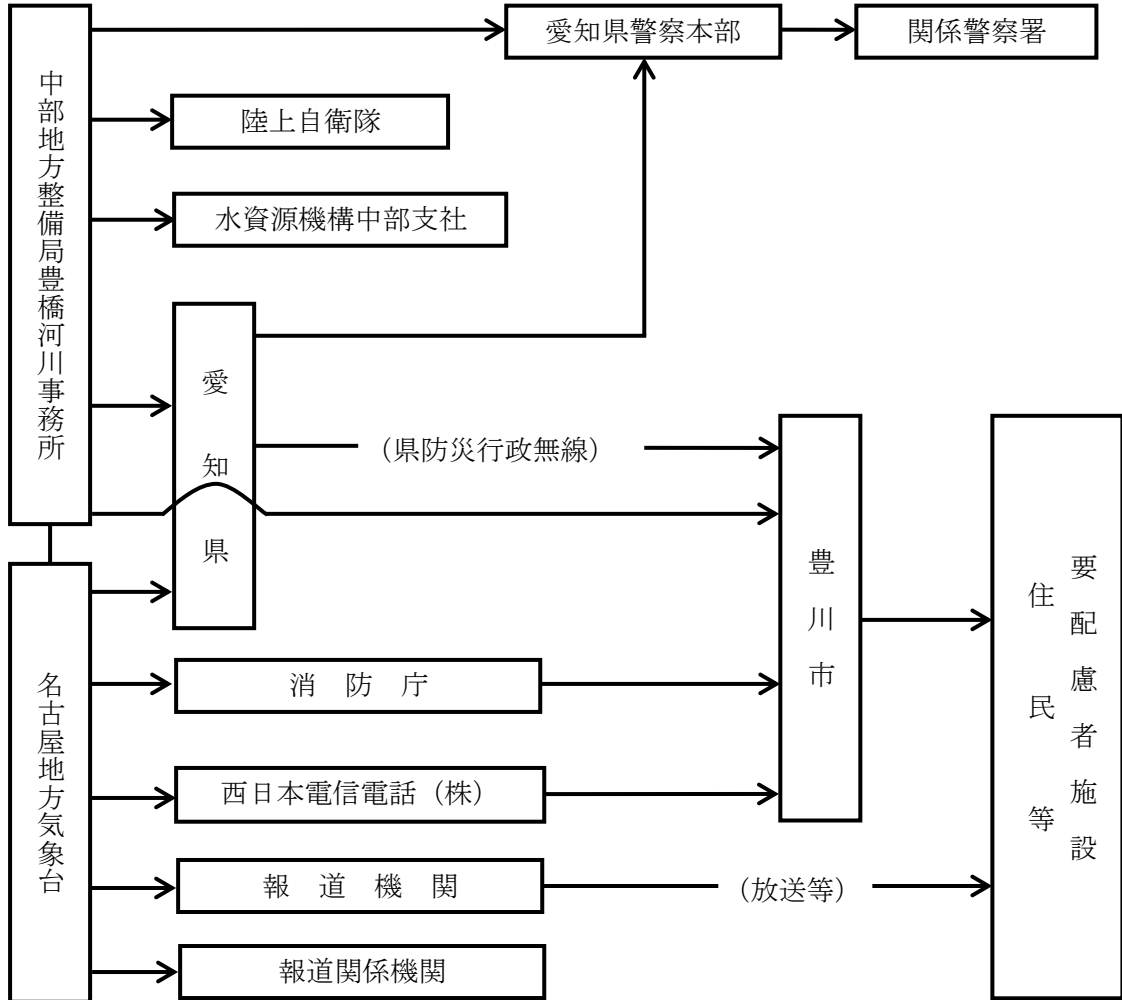 中部地方整備局豊橋河川事務所
愛知県警察本部
関係警察署
陸上自衛隊
水資源機構中部支社
愛知県
(県防災行政無線)
豊川市
要配慮者施設
住民等
名古屋地方気象台
消 防 庁
西日本電信電話(株)
報 道 機 関
(放送等)
報道関係機関